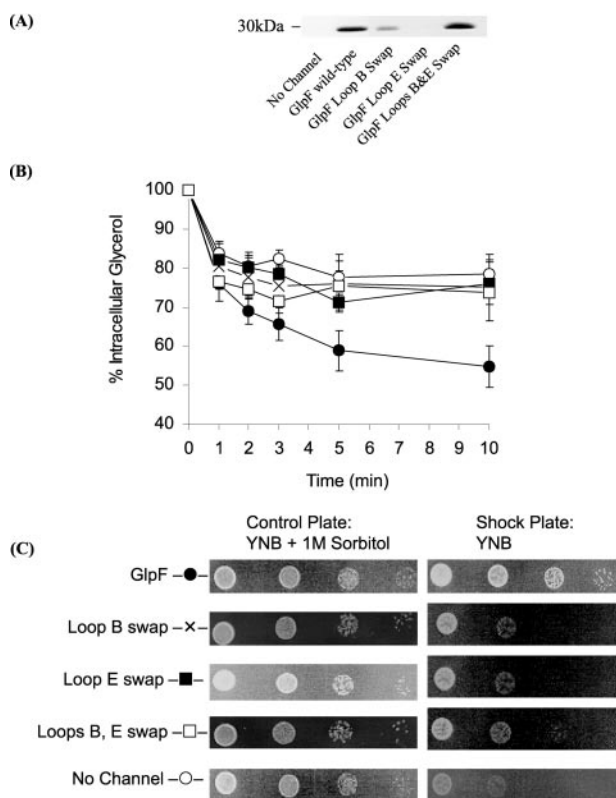 (A)
30kDa –
No Channel
GlpF wild-type
GlpF Loop B Swap
GlpF Loop E Swap
GlpF Loops B&E Swap
(B)
% Intracellular Glycerol
100
90
80
70
60
50
40
0 1 2 3 4 5 6 7 8 9 10
Time (min)
(C)
Control Plate:
YNB + 1M Sorbitol
Shock Plate:
YNB
GlpF
Loop B swap
Loop E swap
Loops B, E swap
No Channel